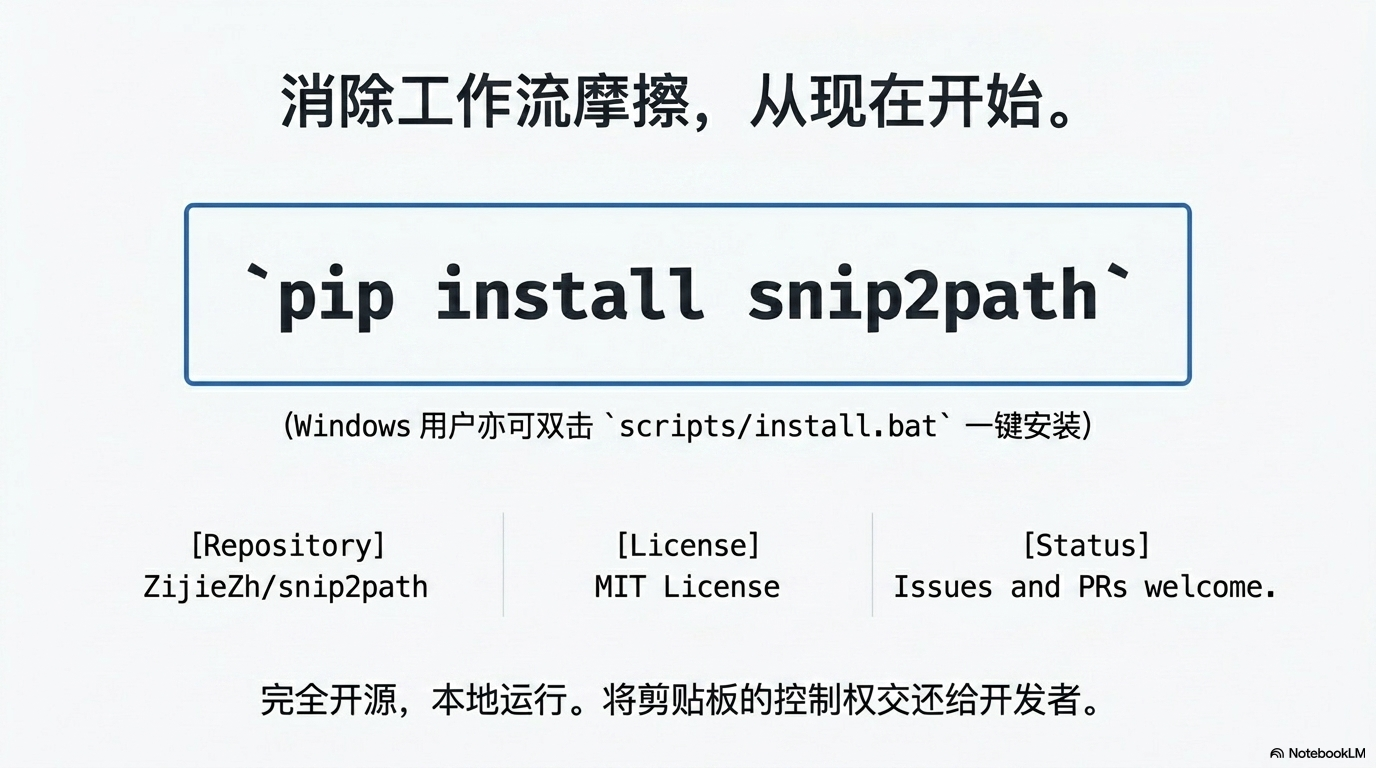 消除工作流摩擦，从现在开始。
`pip install snip2path`
(Windows 用户亦可双击 `scripts/install.bat` 一键安装)
[Repository]
ZijieZh/snip2path
[License]
MIT License
[Status]
Issues and PRs welcome.
完全开源，本地运行。将剪贴板的控制权交还给开发者。
NotebookLM